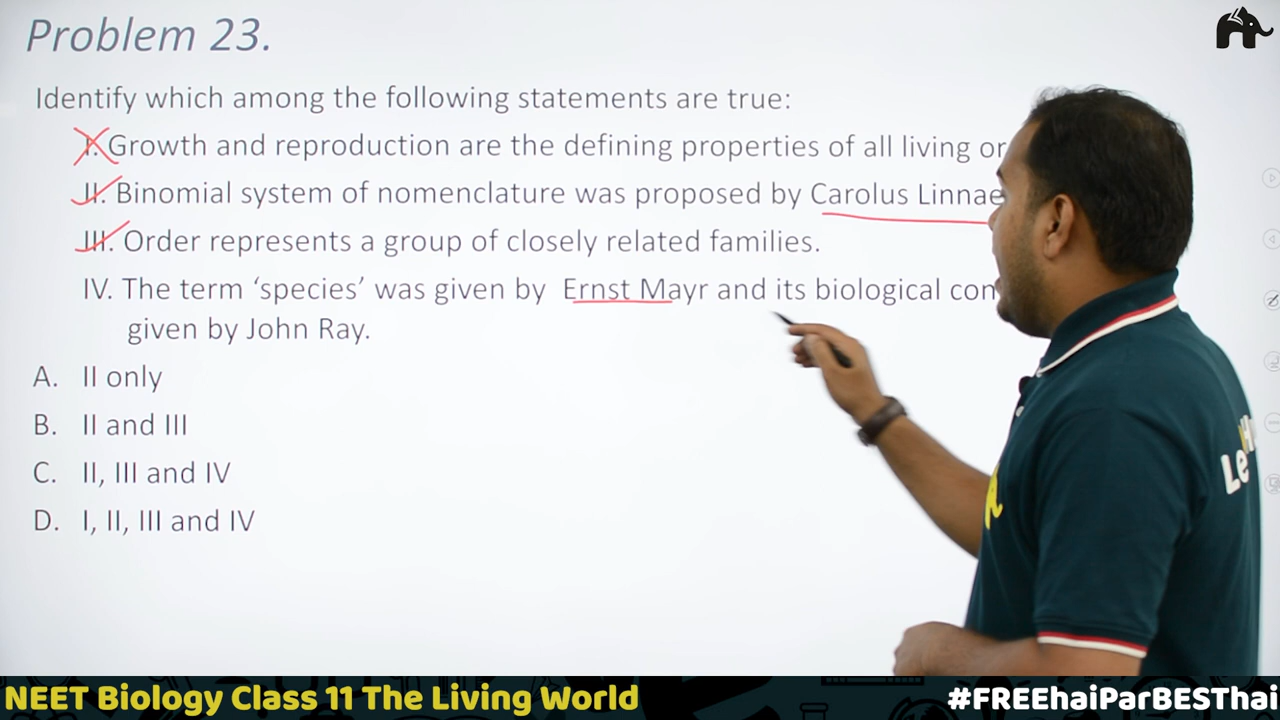 Problem 23.
Identify which among the following statements are true:
I. Growth and reproduction are the defining properties of all living
II. Binomial system of nomenclature was proposed by Carolus
III. Order represents a group of closely related families.
IV. The term ‘species’ was given by Ernst Mayr and its biological
given by John Ray.
A. II only
B. II and III
C. II, III and IV
D. I, II, III and IV
NEET Biology Class 11 The Living World
#FREEhaiParBESThai